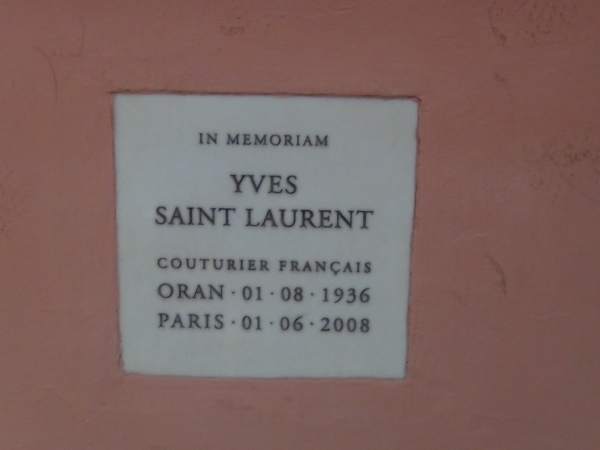 IN MEMORIAM
YVES
SAINT LAURENT
COUTURIER FRANÇAIS
ORAN · 01 · 08 · 1936
PARIS · 01 · 06 · 2008